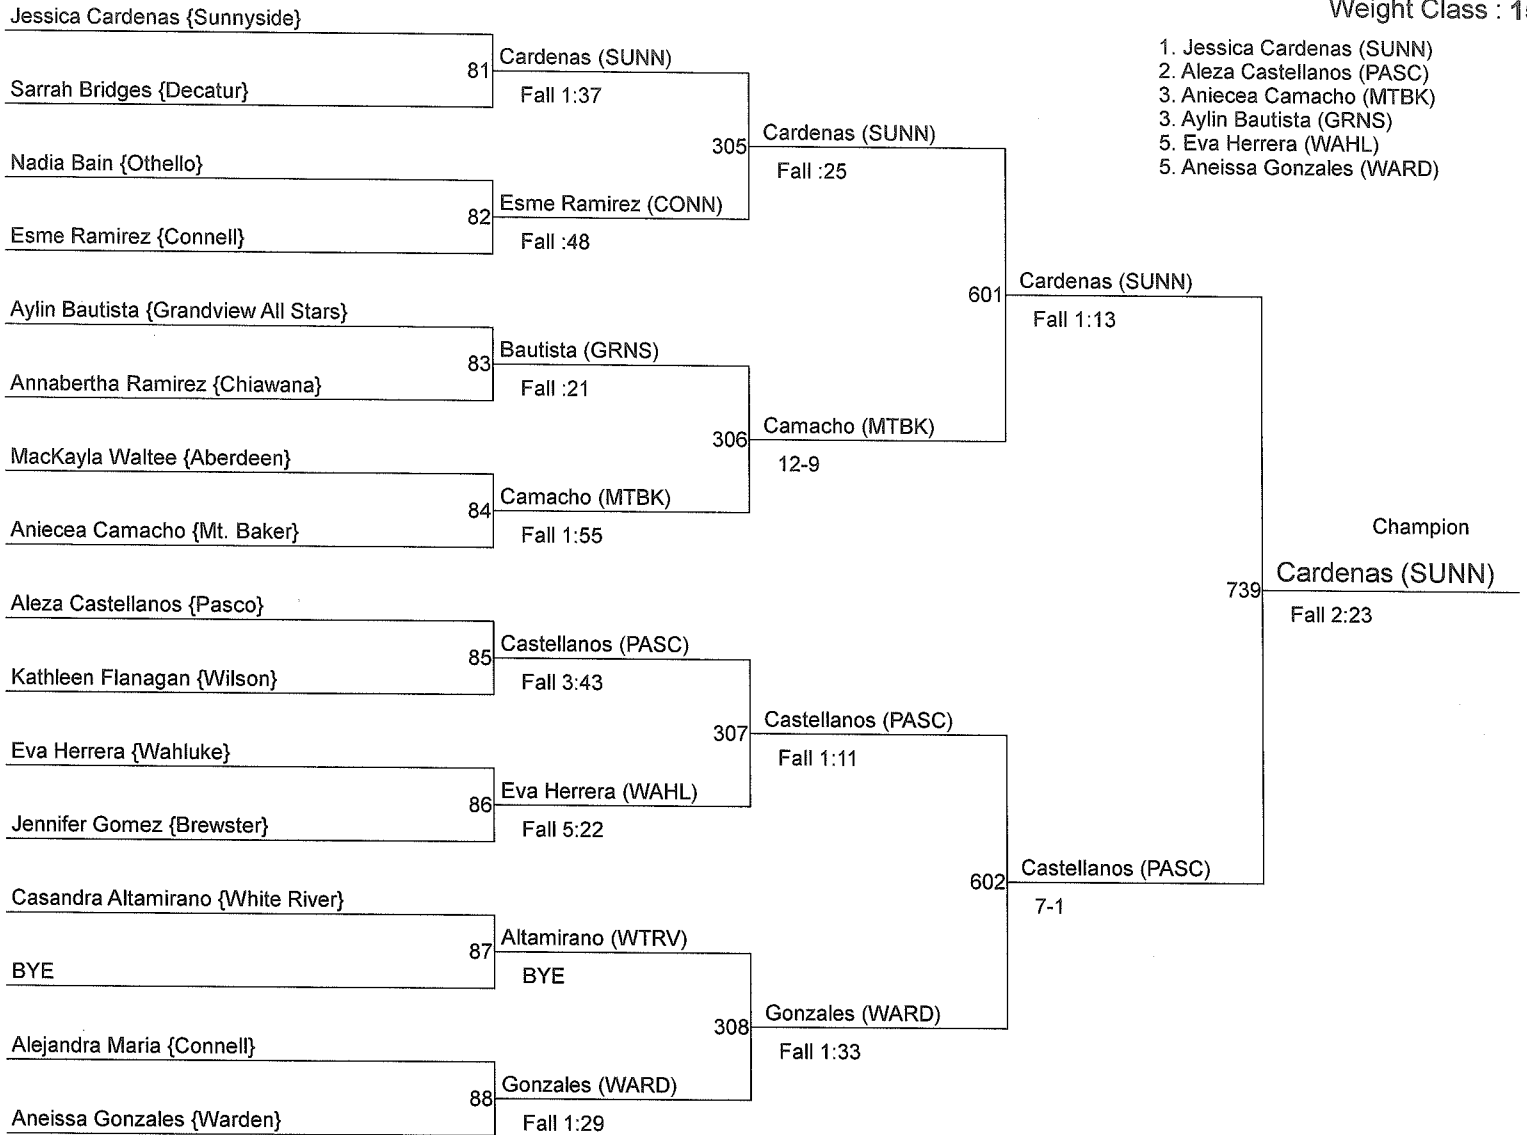 Weight Class :
1. Jessica Cardenas (SUNN)
2. Aleza Castellanos (PASC)
3. Aniecea Camacho (MTBK)
3. Aylin Bautista (GRNS)
5. Eva Herrera (WAHL)
5. Aneissa Gonzales (WARD)
Jessica Cardenas {Sunnyside}
81 Cardenas (SUNN)
Fall 1:37
Sarrah Bridges {Decatur}
305 Cardenas (SUNN)
Fall :25
Nadia Bain {Othello}
82 Esme Ramirez (CONN)
Fall :48
Esme Ramirez {Connell}
601 Cardenas (SUNN)
Fall 1:13
Aylin Bautista {Grandview All Stars}
83 Bautista (GRNS)
Fall :21
Annabertha Ramirez {Chiawana}
306 Camacho (MTBK)
12-9
MacKayla Waltee {Aberdeen}
84 Camacho (MTBK)
Fall 1:55
Aniecea Camacho {Mt. Baker}
Champion
739 Cardenas (SUNN)
Fall 2:23
Aleza Castellanos {Pasco}
85 Castellanos (PASC)
Fall 3:43
Kathleen Flanagan {Wilson}
307 Castellanos (PASC)
Fall 1:11
Eva Herrera {Wahluke}
86 Eva Herrera (WAHL)
Fall 5:22
Jennifer Gomez {Brewster}
602 Castellanos (PASC)
7-1
Casandra Altamirano {White River}
87 Altamirano (WTRV)
BYE
BYE
308 Gonzales (WARD)
Fall 1:33
Alejandra Maria {Connell}
88 Gonzales (WARD)
Fall 1:29
Aneissa Gonzales {Warden}